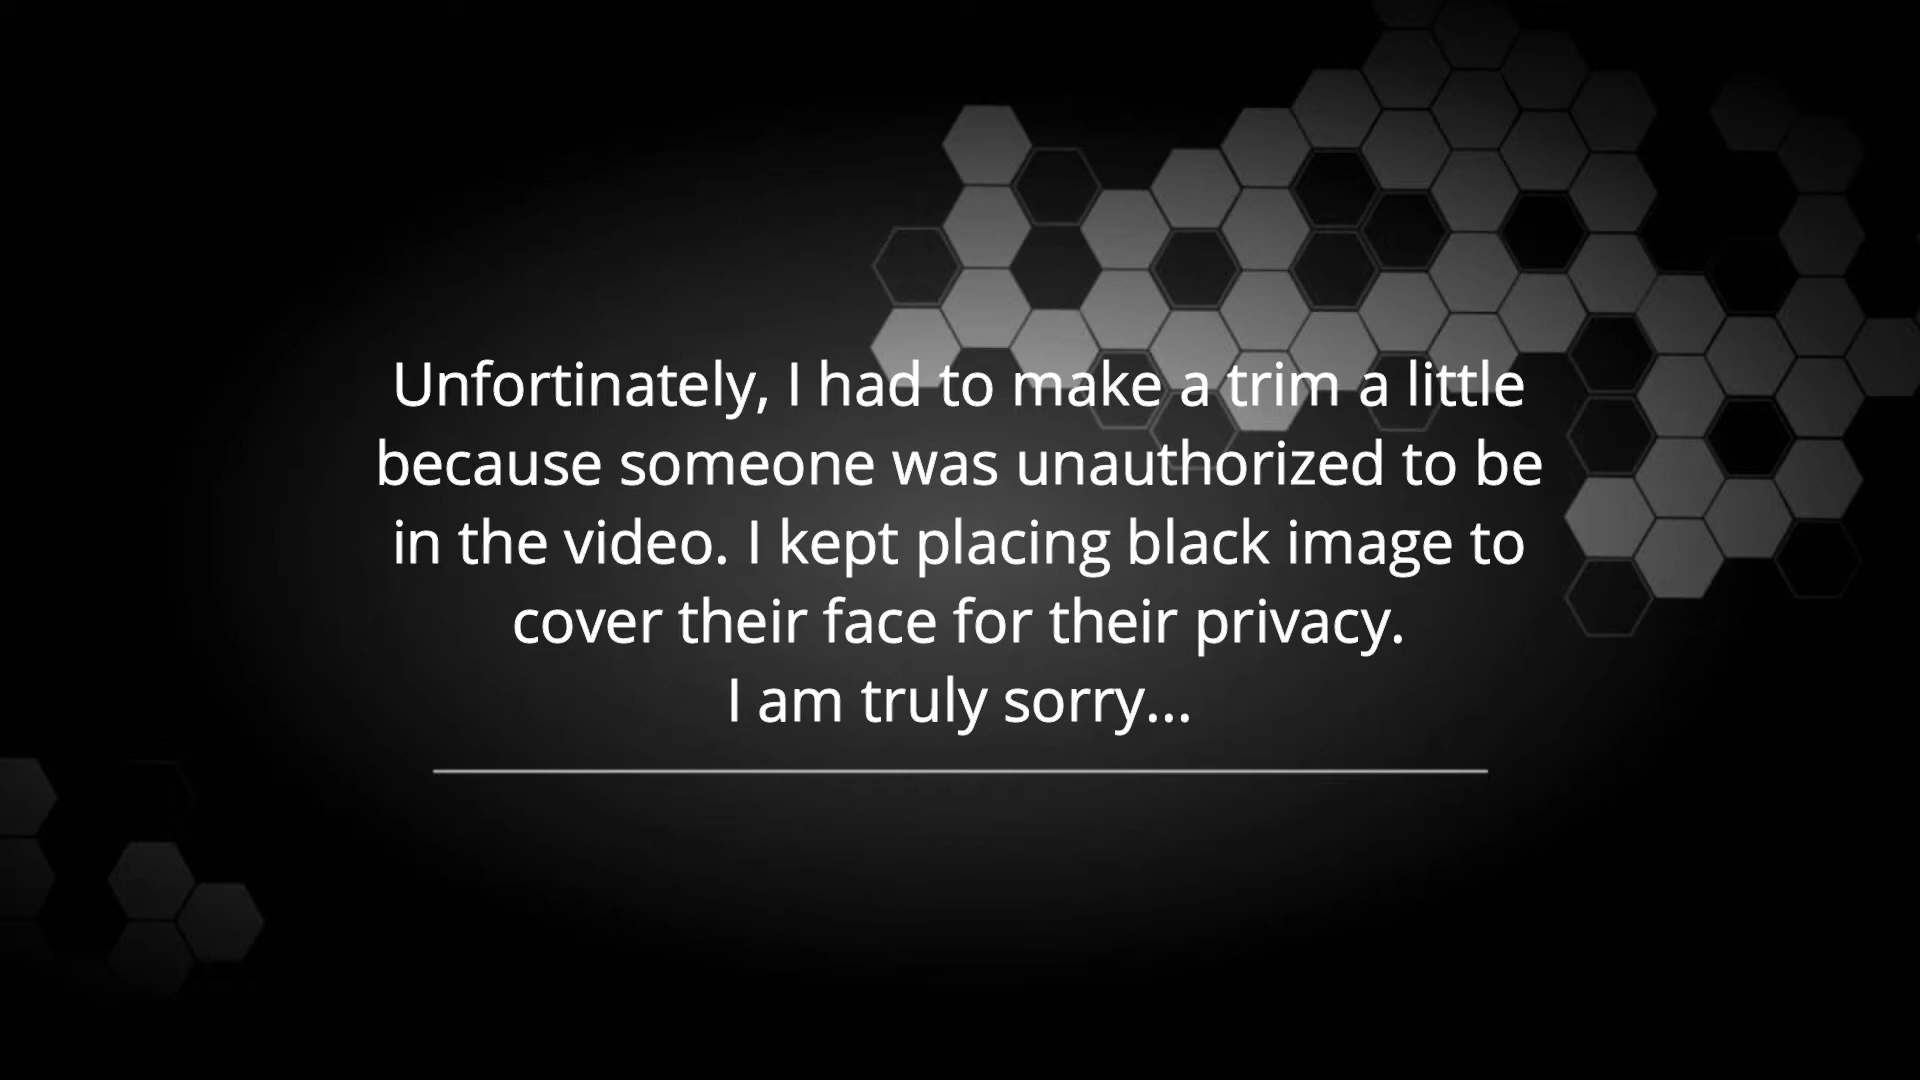 Unfortinately, I had to make a trim a little
because someone was unauthorized to be
in the video. I kept placing black image to
cover their face for their privacy.
I am truly sorry...